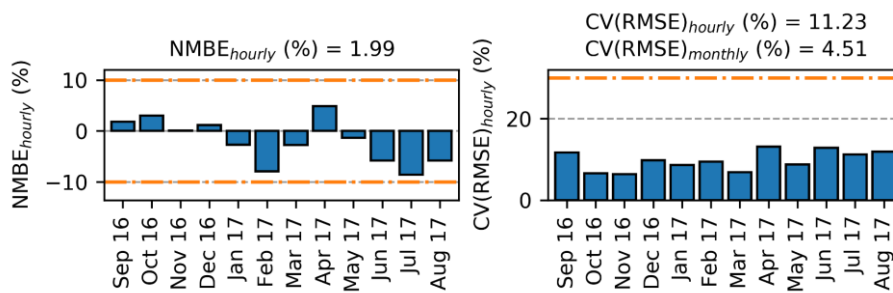 NMBE_hourly (%) = 1.99
NMBE_hourly (%)
10
0
−10
Sep 16
Oct 16
Nov 16
Dec 16
Jan 17
Feb 17
Mar 17
Apr 17
May 17
Jun 17
Jul 17
Aug 17
CV(RMSE)_hourly (%) = 11.23
CV(RMSE)_monthly (%) = 4.51
CV(RMSE)_hourly (%)
20
0
Sep 16
Oct 16
Nov 16
Dec 16
Jan 17
Feb 17
Mar 17
Apr 17
May 17
Jun 17
Jul 17
Aug 17